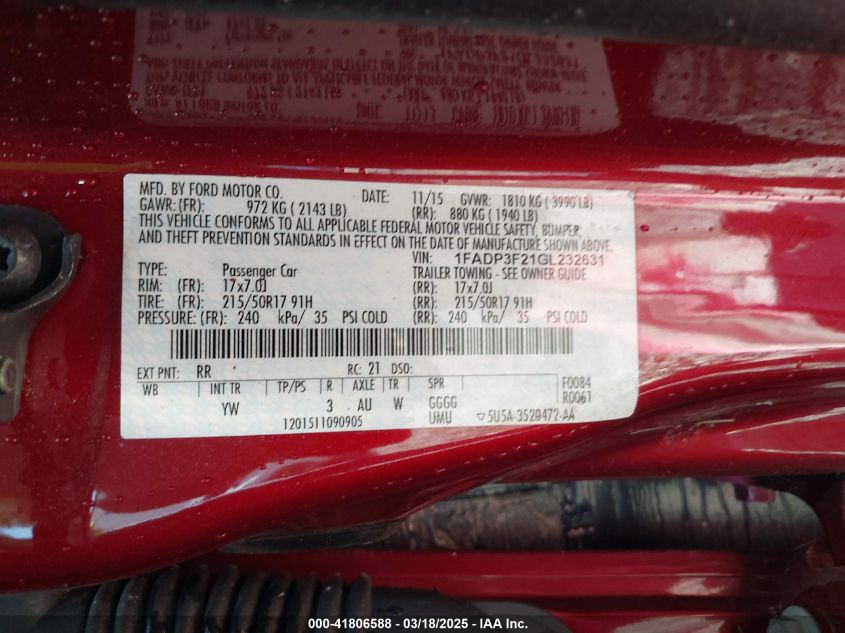 MFD. BY FORD MOTOR CO. DATE: 11/15 GVWR: 1810 KG ( 3990 LB)
GAWR: (FR): 972 KG ( 2143 LB) (RR): 880 KG ( 1940 LB)
THIS VEHICLE CONFORMS TO ALL APPLICABLE FEDERAL MOTOR VEHICLE SAFETY, BUMPER,
AND THEFT PREVENTION STANDARDS IN EFFECT ON THE DATE OF MANUFACTURE SHOWN ABOVE.
VIN: 1FADP3F21GL232631
TYPE: Passenger Car TRAILER TOWING - SEE OWNER GUIDE
RIM: (FR): 17x7.0J (RR): 17x7.0J
TIRE: (FR): 215/50R17 91H (RR): 215/50R17 91H
PRESSURE: (FR): 240 kPa/ 35 PSI COLD (RR): 240 kPa/ 35 PSI COLD
EXT PNT: RR RC: 21 DSO:
WB INT TR TP/PS R AXLE TR SPR F0084
YW 3 AU W GGGG R0061
1201511090905 UMU ▽5U5A-3520472-AA
000-41806588 - 03/18/2025 - IAA Inc.